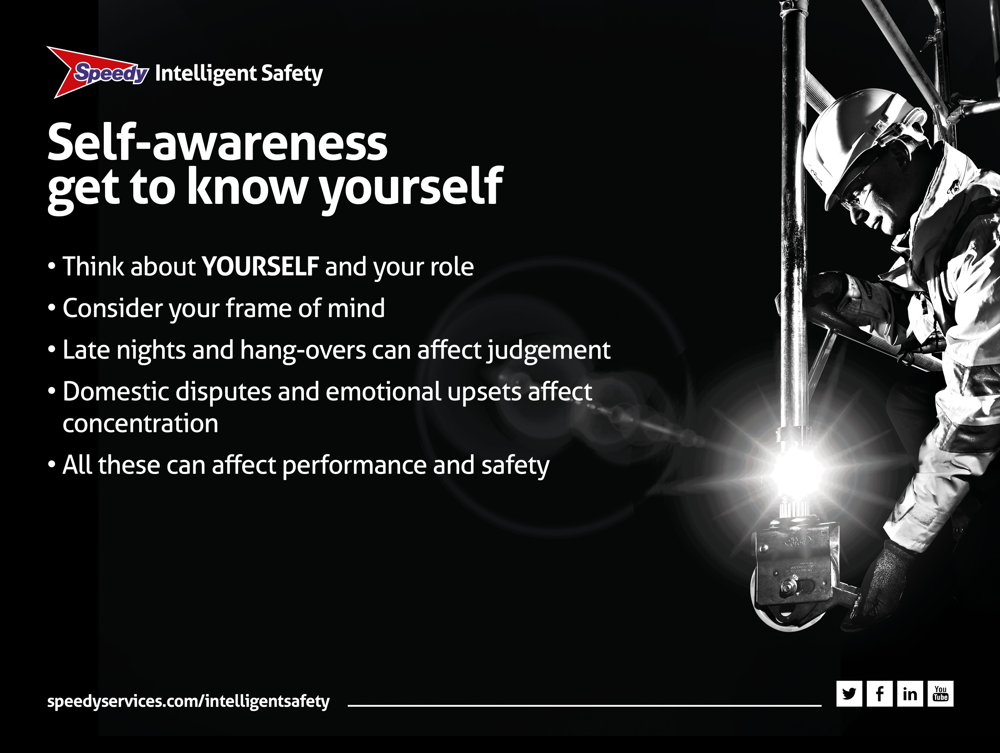 Speedy Intelligent Safety
Self-awareness
get to know yourself
• Think about YOURSELF and your role
• Consider your frame of mind
• Late nights and hang-overs can affect judgement
• Domestic disputes and emotional upsets affect
concentration
• All these can affect performance and safety
speedyservices.com/intelligentsafety
f in You
Tube